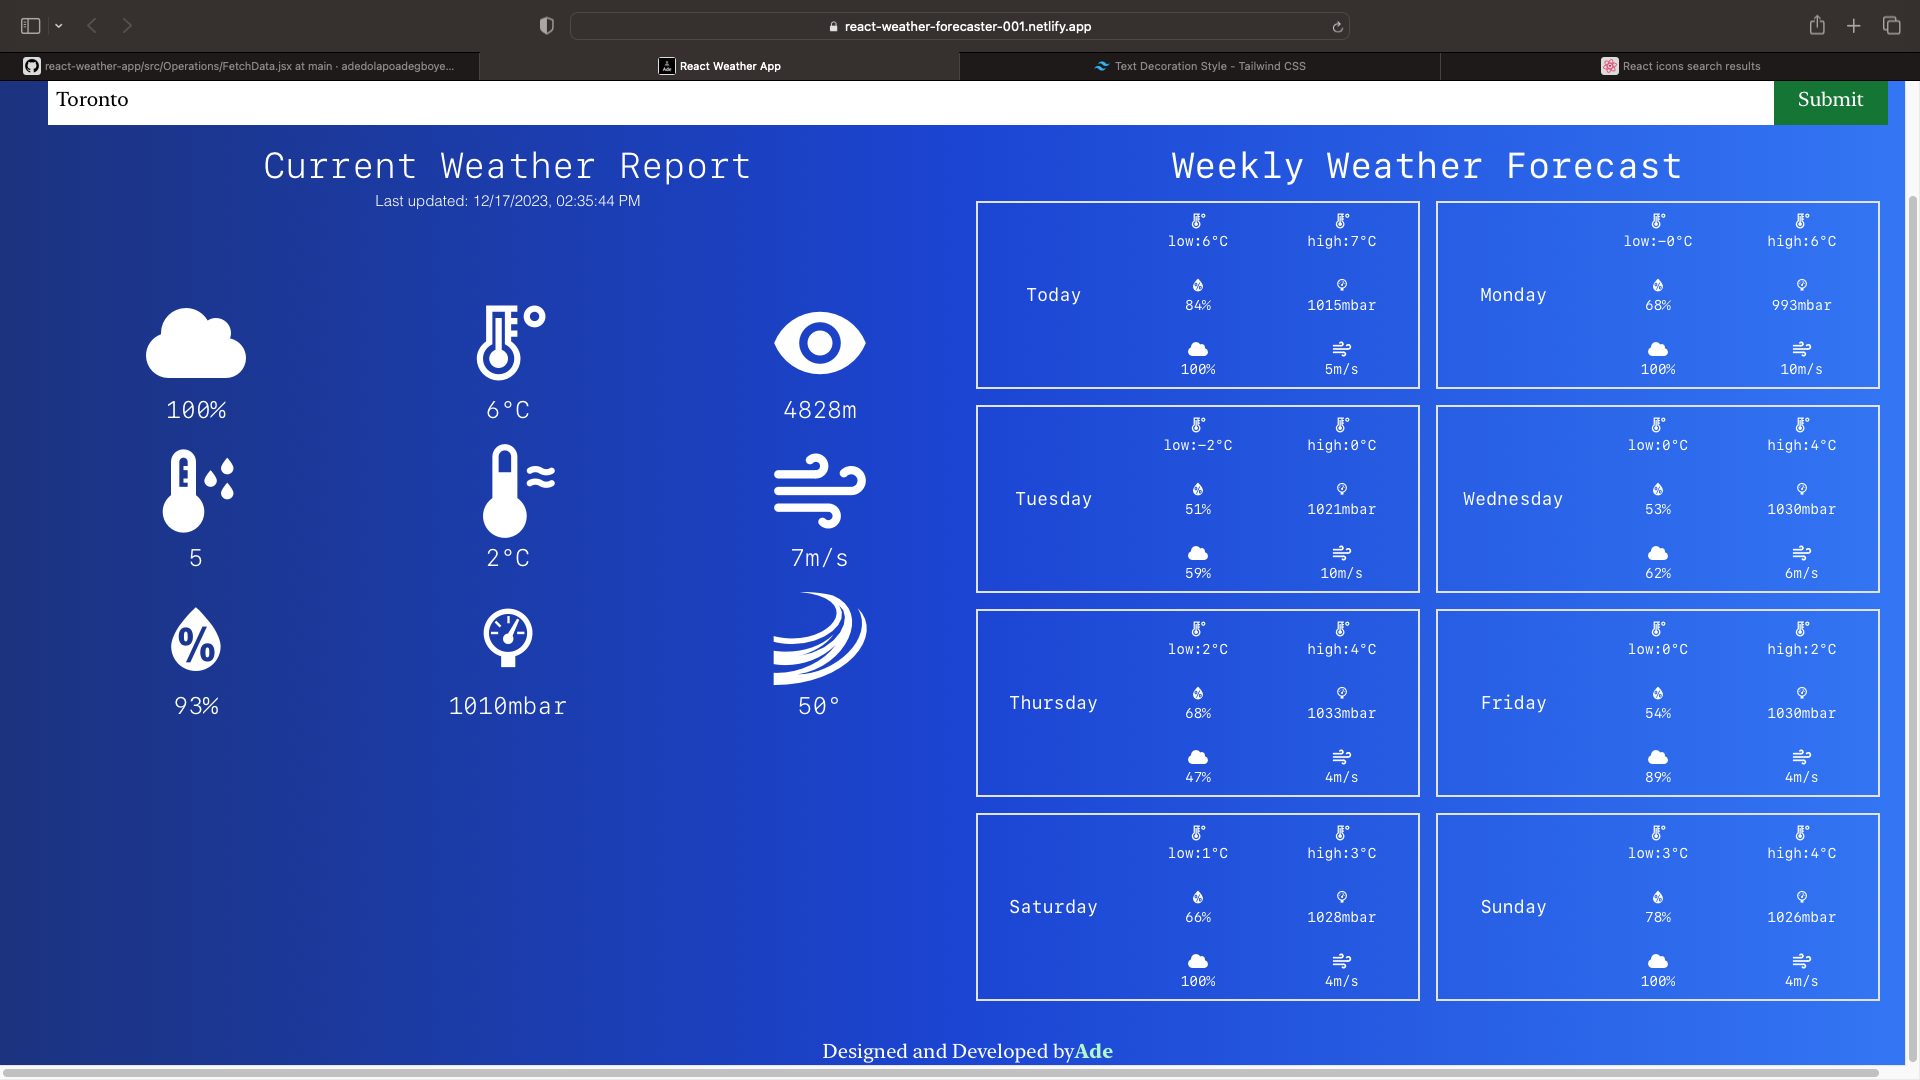 react-weather-forecaster-001.netlify.app
react-weather-app/src/Operations/FetchData.jsx at main · adedolapoadegboye...
React Weather App
Text Decoration Style - Tailwind CSS
React icons search results
Toronto
Submit
Current Weather Report
Last updated: 12/17/2023, 02:35:44 PM
100%
6°C
4828m
5
2°C
7m/s
93%
1010mbar
50°
Weekly Weather Forecast
Today
low:6°C
high:7°C
84%
1015mbar
100%
5m/s
Monday
low:-0°C
high:6°C
68%
993mbar
100%
10m/s
Tuesday
low:-2°C
high:0°C
51%
1021mbar
59%
10m/s
Wednesday
low:0°C
high:4°C
53%
1030mbar
62%
6m/s
Thursday
low:2°C
high:4°C
68%
1033mbar
47%
4m/s
Friday
low:0°C
high:2°C
54%
1030mbar
89%
4m/s
Saturday
low:1°C
high:3°C
66%
1028mbar
100%
4m/s
Sunday
low:3°C
high:4°C
78%
1026mbar
100%
4m/s
Designed and Developed byAde